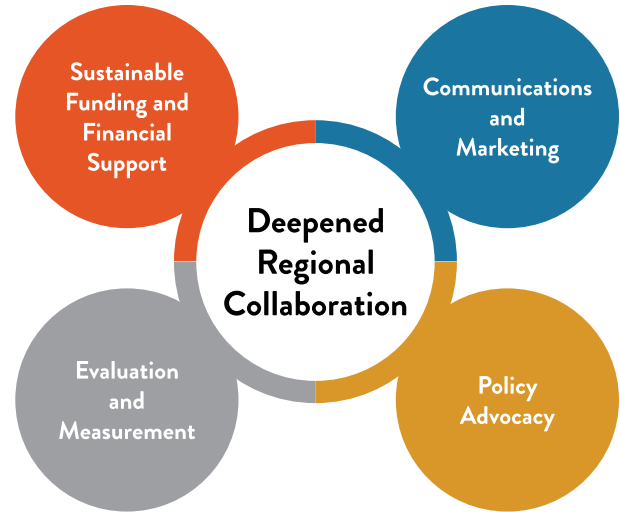 Sustainable
Funding and
Financial
Support
Communications
and
Marketing
Deepened
Regional
Collaboration
Evaluation
and
Measurement
Policy
Advocacy